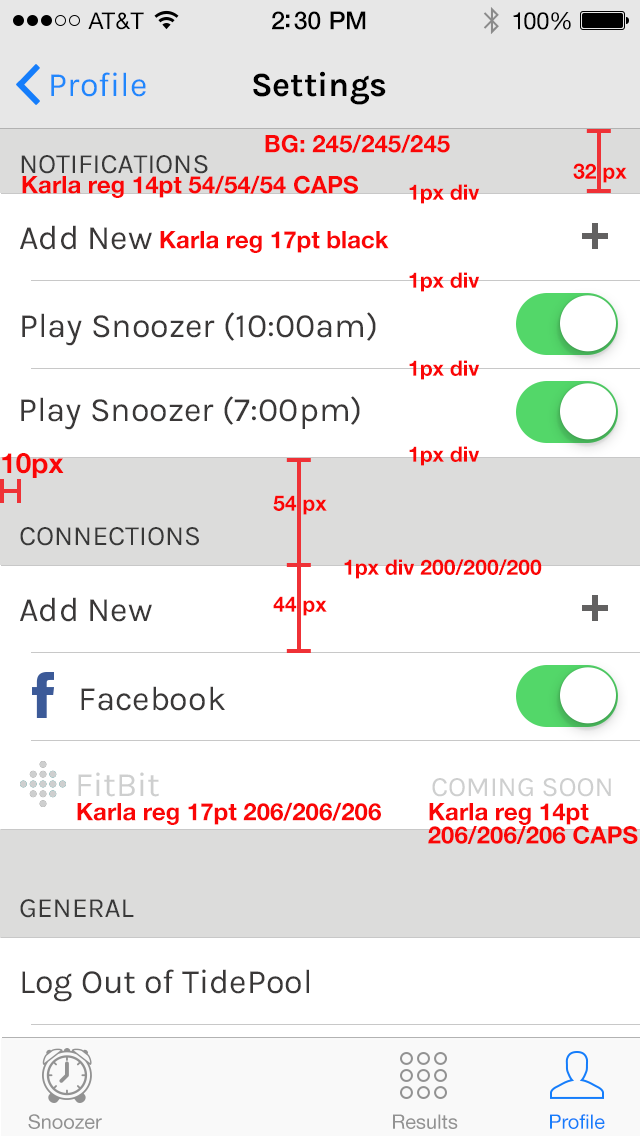 AT&T 2:30 PM 100%
Profile Settings
BG: 245/245/245
NOTIFICATIONS
32 px
Karla reg 14pt 54/54/54 CAPS
1px div
Add New Karla reg 17pt black
1px div
Play Snoozer (10:00am)
1px div
Play Snoozer (7:00pm)
1px div
10px
54 px
CONNECTIONS
1px div 200/200/200
Add New
44 px
f Facebook
FitBit COMING SOON
Karla reg 17pt 206/206/206
Karla reg 14pt
206/206/206 CAPS
GENERAL
Log Out of TidePool
Snoozer Results Profile